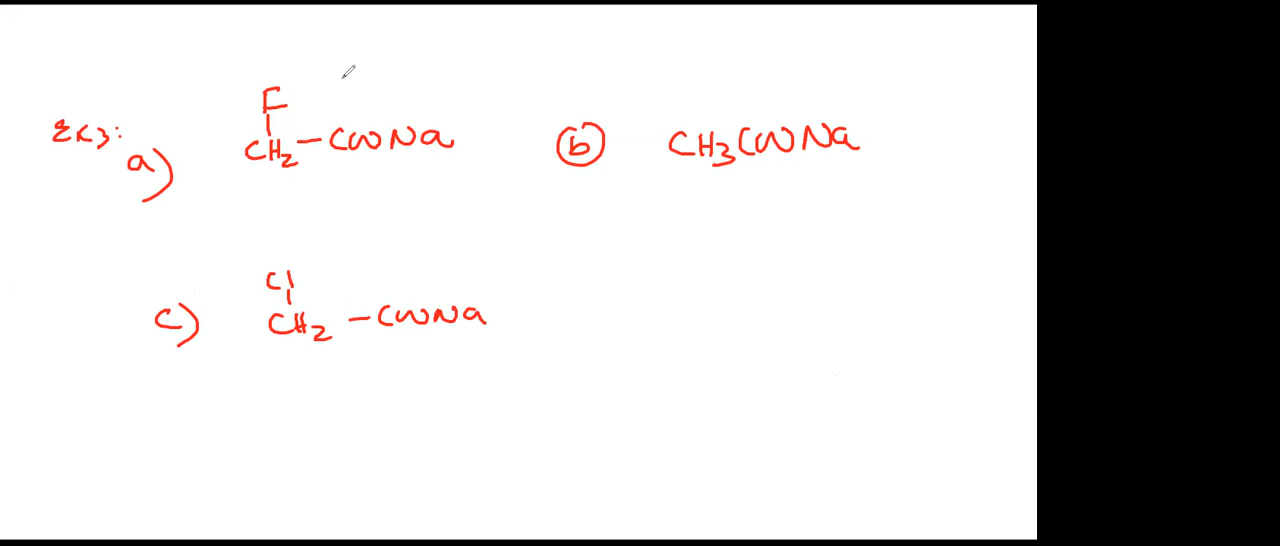 Ex3:
a) F
CH2-COONa
b CH3COONa
c) Cl
CH2-COONa